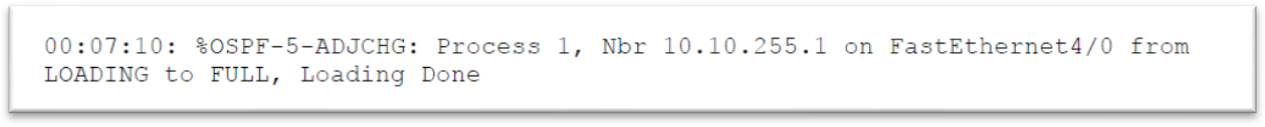 00:07:10: %OSPF-5-ADJCHG: Process 1, Nbr 10.10.255.1 on FastEthernet4/0 from
LOADING to FULL, Loading Done